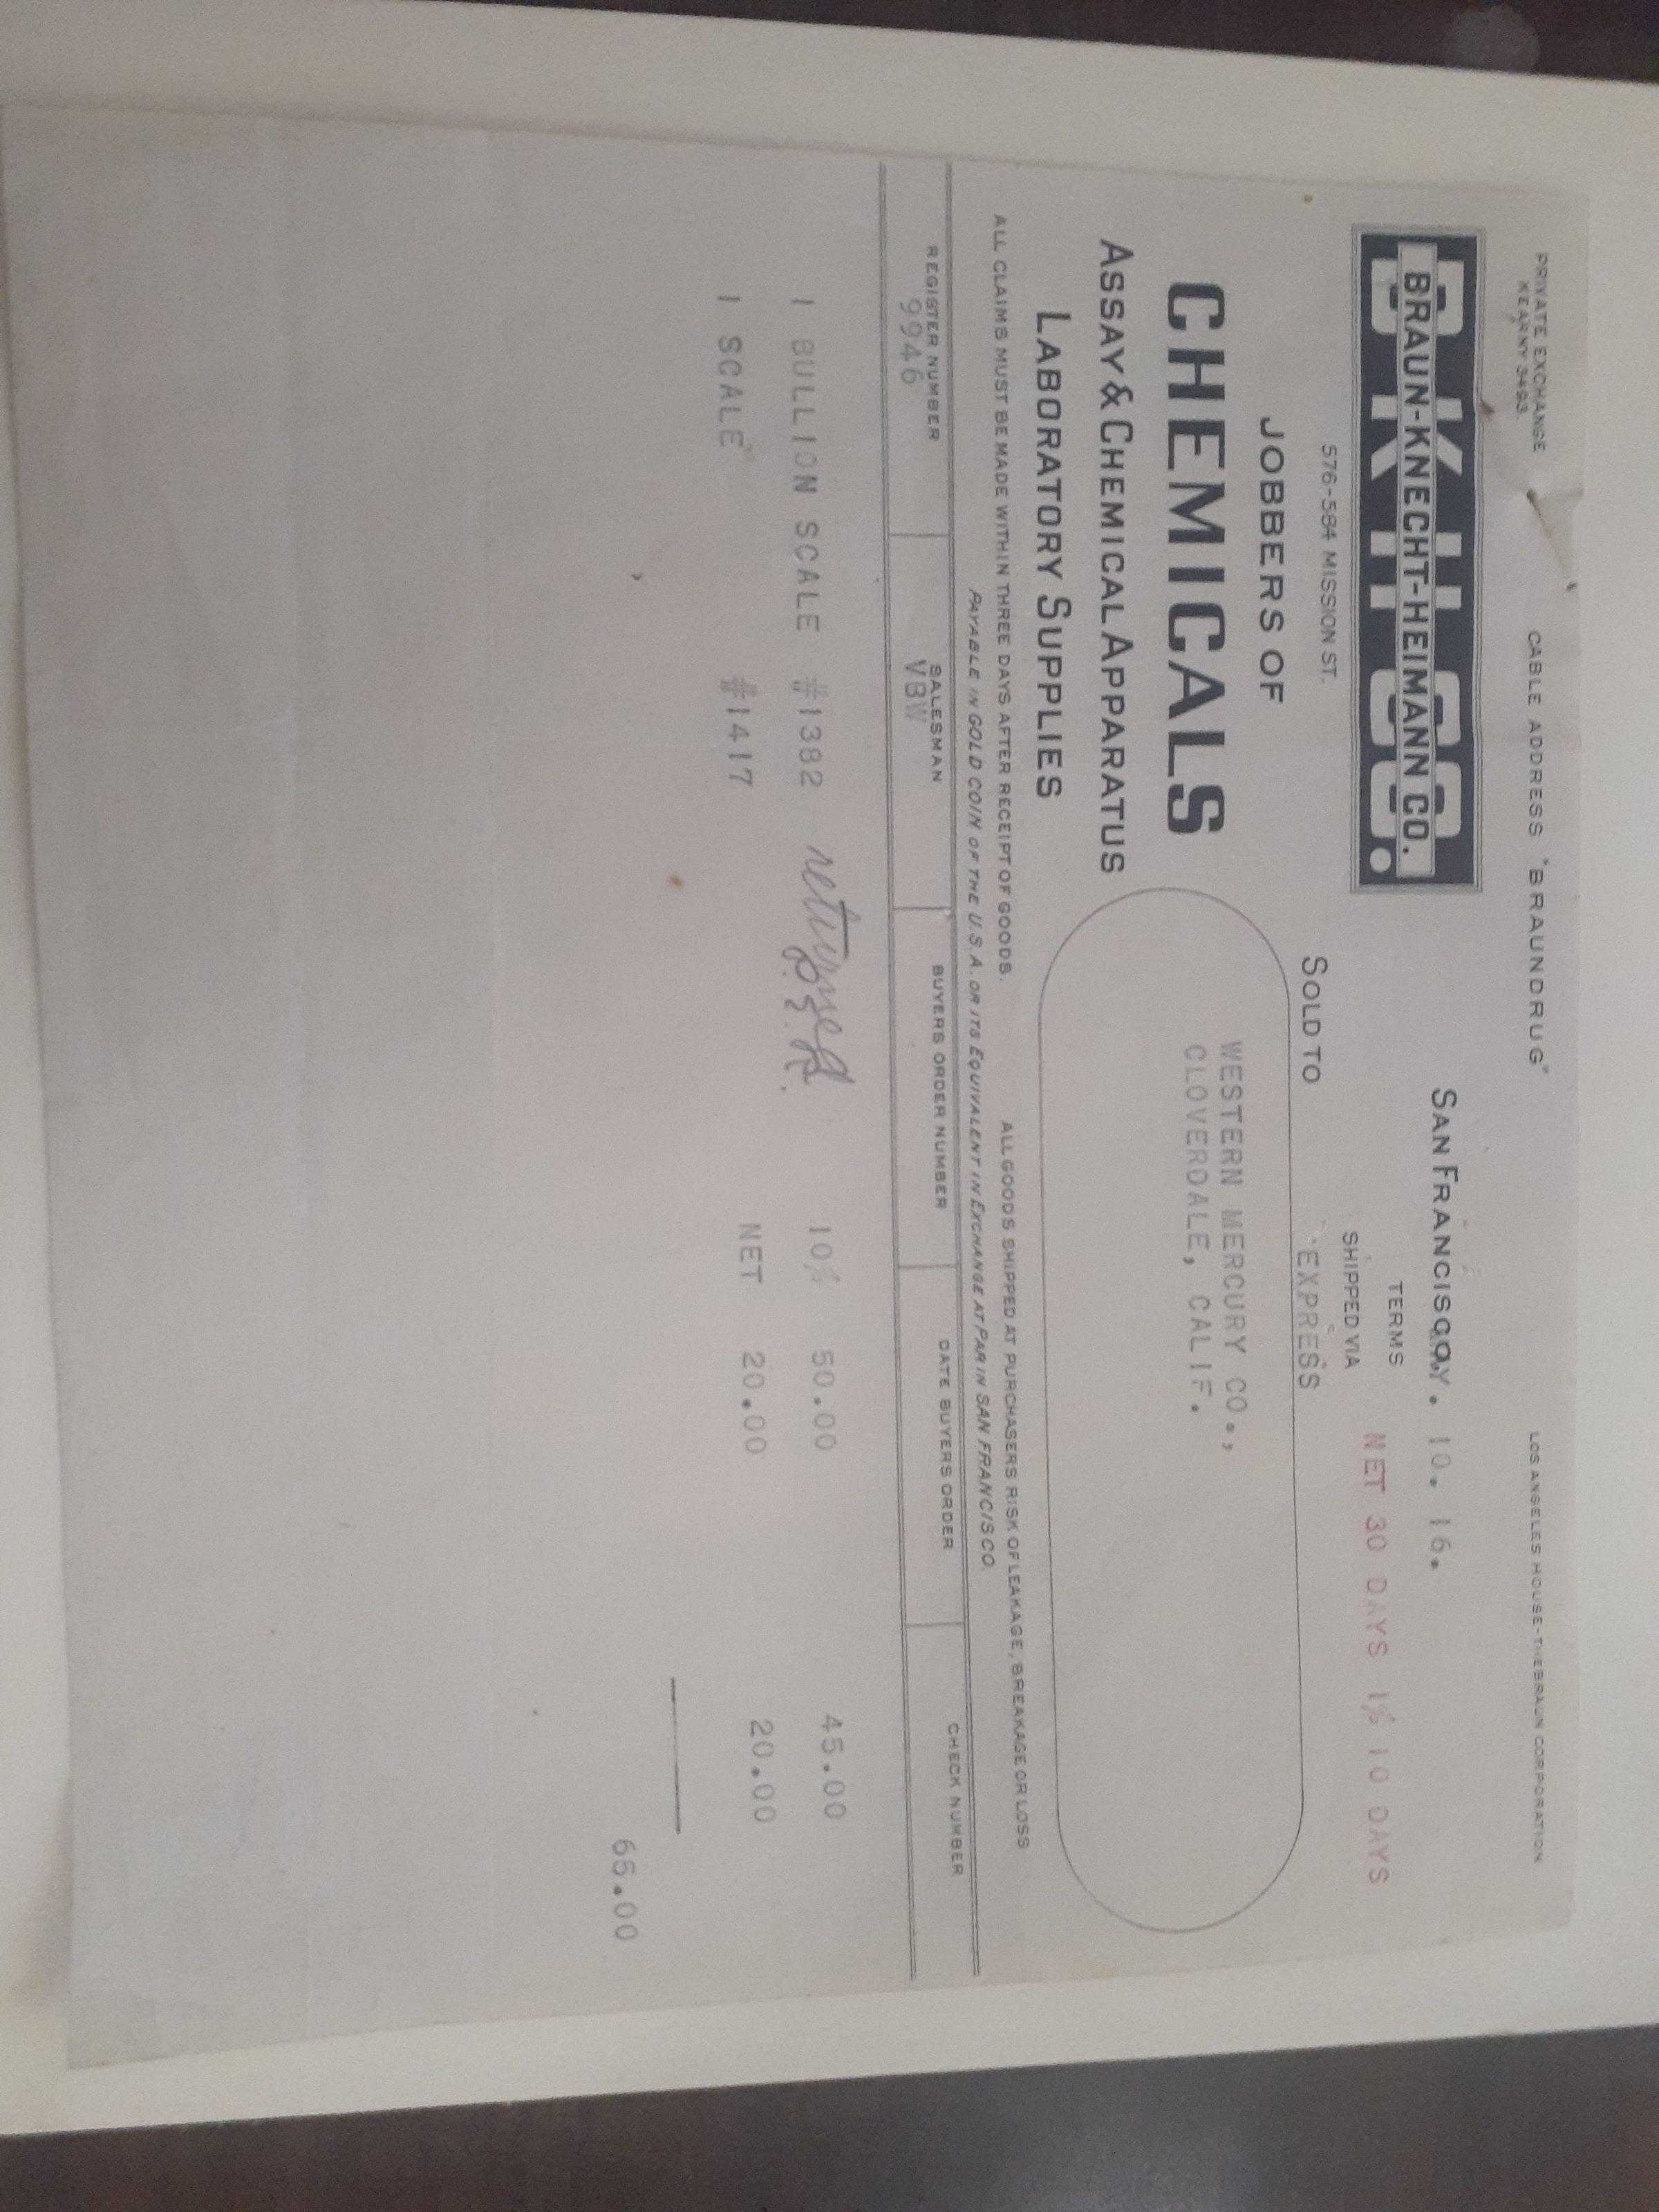 PRIVATE EXCHANGE KEARNY 3493. CABLE ADDRESS "BRAUNDRUG" LOS ANGELES HOUSE-THE BRAUN CORPORATION
BKH CO.
BRAUN-KNECHT-HEIMANN CO.
576-584 MISSION ST.
SAN FRANCISCO, 10. 16.
TERMS NET 30 DAYS 1% 10 DAYS
SHIPPED VIA
EXPRESS
JOBBERS OF
CHEMICALS
ASSAY & CHEMICAL APPARATUS
LABORATORY SUPPLIES
SOLD TO
WESTERN MERCURY CO.,
CLOVERDALE, CALIF.
ALL CLAIMS MUST BE MADE WITHIN THREE DAYS AFTER RECEIPT OF GOODS. ALL GOODS SHIPPED AT PURCHASERS RISK OF LEAKAGE, BREAKAGE OR LOSS
PAYABLE IN GOLD COIN OF THE U.S.A. OR ITS EQUIVALENT IN EXCHANGE AT PAR IN SAN FRANCISCO.
REGISTER NUMBER SALESMAN BUYERS ORDER NUMBER DATE BUYERS ORDER CHECK NUMBER
9946 VBW
1 BULLION SCALE #1382 returned 10% 50.00 45.00
1 SCALE #1417 NET 20.00 20.00
65.00